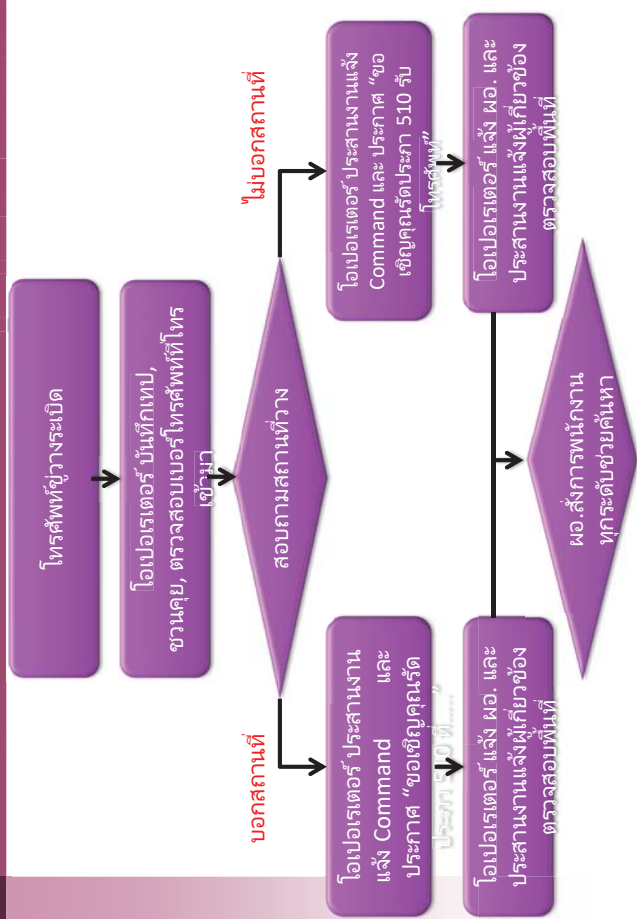 โทรศัพท์ขู่วางระเบิด
โอเปอเรเตอร์ บันทึกเทป,
ชวนคุย, ตรวจสอบเบอร์โทรศัพท์ที่โทร
เข้ามา
สอบถามสถานที่วาง
บอกสถานที่
ไม่บอกสถานที่
โอเปอเรเตอร์ ประสานงาน
แจ้ง Command และ
ประกาศ “ขอเชิญคุณรัด
ประภา 510 ที่.....”
โอเปอเรเตอร์ ประสานงานแจ้ง
Command และ ประกาศ “ขอ
เชิญคุณรัดประภา 510 รับ
โทรศัพท์”
โอเปอเรเตอร์ แจ้ง ผอ. และ
ประสานงานแจ้งผู้เกี่ยวข้อง
ตรวจสอบพื้นที่
โอเปอเรเตอร์ แจ้ง ผอ. และ
ประสานงานแจ้งผู้เกี่ยวข้อง
ตรวจสอบพื้นที่
ผอ.สั่งการพนักงาน
ทุกระดับช่วยค้นหา